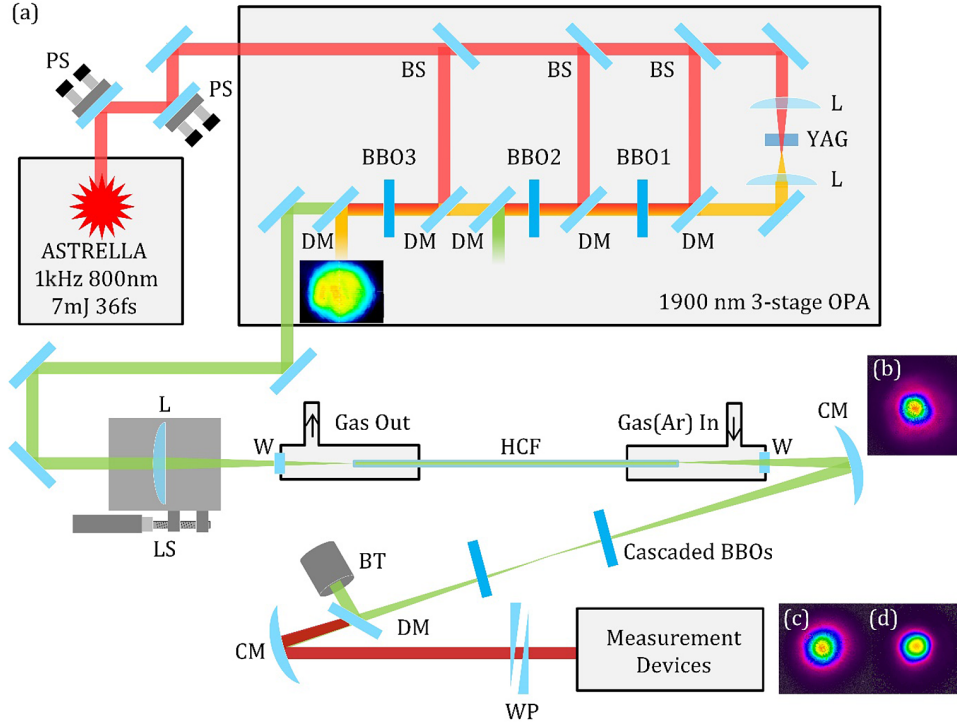 (a)
PS
PS
BS
BS
BS
L
YAG
L
BBO3
BBO2
BBO1
DM
DM
DM
DM
DM
ASTRELLA
1kHz 800nm
7mJ 36fs
1900 nm 3-stage OPA
(b)
L
W
Gas Out
HCF
Gas(Ar) In
W
CM
LS
BT
Cascaded BBOs
DM
CM
WP
Measurement
Devices
(c)
(d)